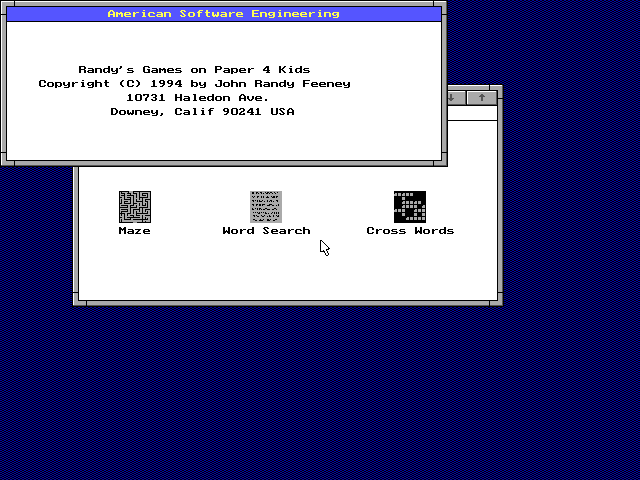 American Software Engineering
Randy's Games on Paper 4 Kids
Copyright (C) 1994 by John Randy Feeney
10731 Haledon Ave.
Downey, Calif 90241 USA
Maze
Word Search
Cross Words